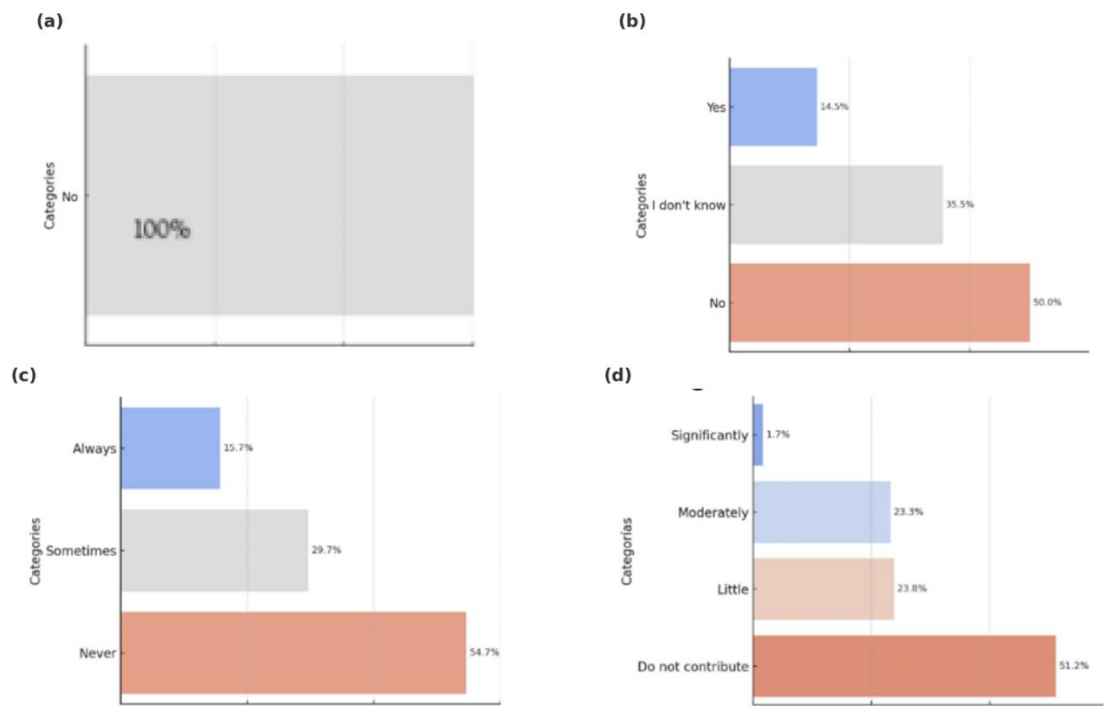 (a)
Categories
No
100%
(b)
Categories
Yes
14.5%
I don't know
35.5%
No
50.0%
(c)
Categories
Always
15.7%
Sometimes
29.7%
Never
54.7%
(d)
Categorías
Significantly
1.7%
Moderately
23.3%
Little
23.8%
Do not contribute
51.2%